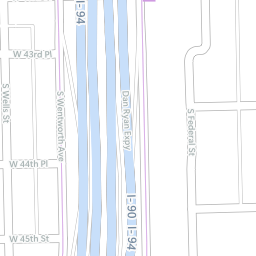 I-94
W 43rd Pl
S Wells St
S Wentworth Ave
Dan Ryan Expy
S Federal St
W 44th Pl
I-90 I-94
W 45th St